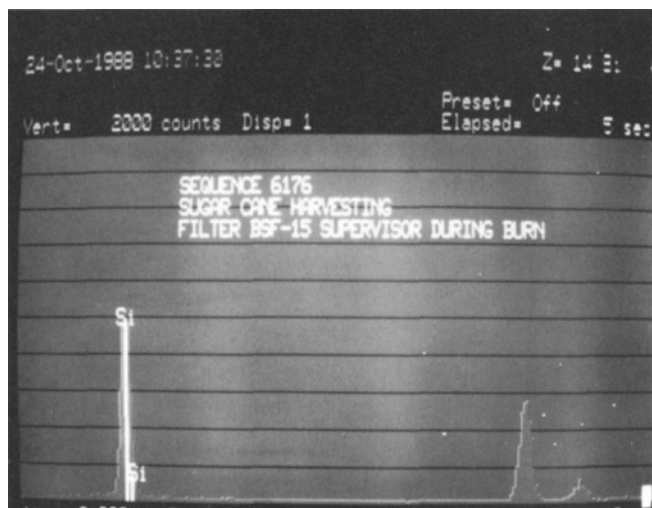 24-Oct-1988 10:37:30 Z= 14 Si
Preset= Off
Vert= 2000 counts Disp= 1 Elapsed= 5 sec
SEQUENCE 6176
SUGAR CANE HARVESTING
FILTER BSF-15 SUPERVISOR DURING BURN
Si
Si